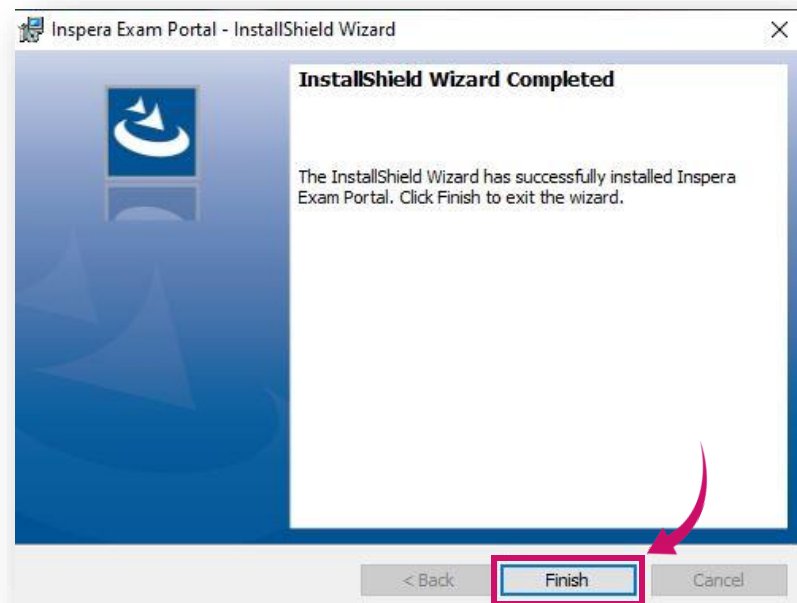 Inspera Exam Portal - InstallShield Wizard
InstallShield Wizard Completed
The InstallShield Wizard has successfully installed Inspera
Exam Portal. Click Finish to exit the wizard.
< Back Finish Cancel